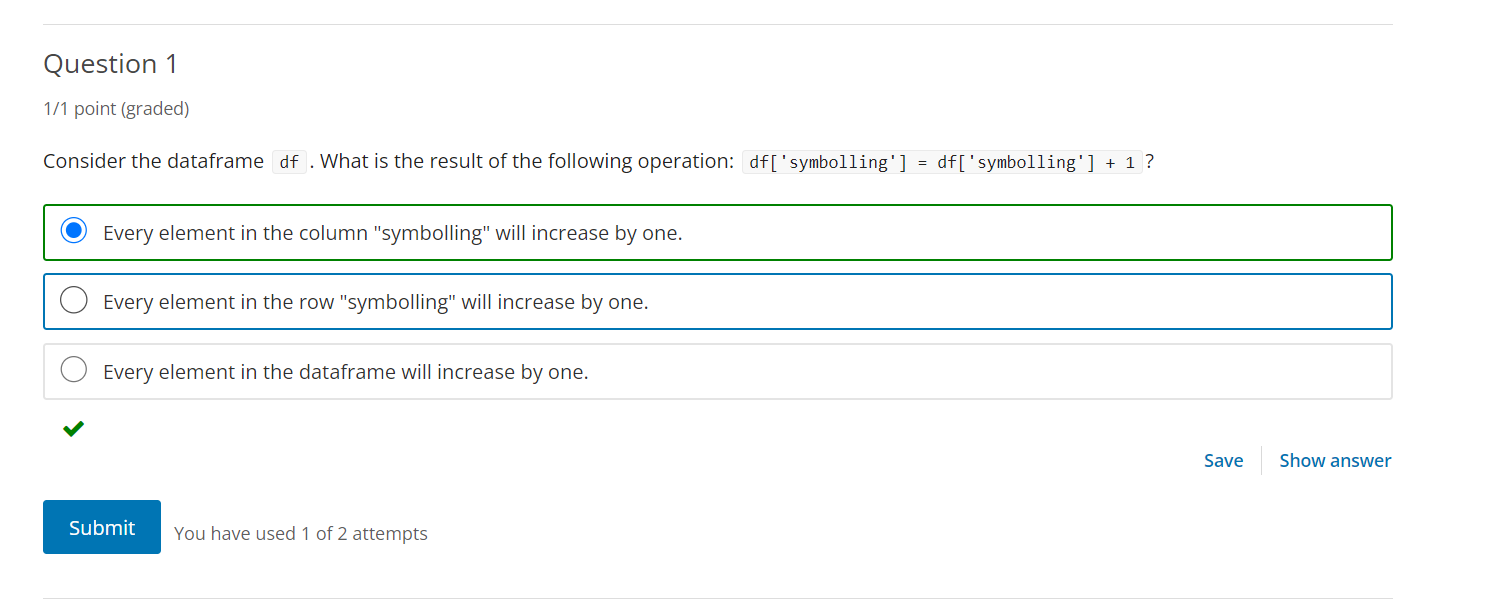 Question 1
1/1 point (graded)
Consider the dataframe df . What is the result of the following operation: df['symbolling'] = df['symbolling'] + 1 ?
Every element in the column "symbolling" will increase by one.
Every element in the row "symbolling" will increase by one.
Every element in the dataframe will increase by one.
Save
Show answer
Submit
You have used 1 of 2 attempts